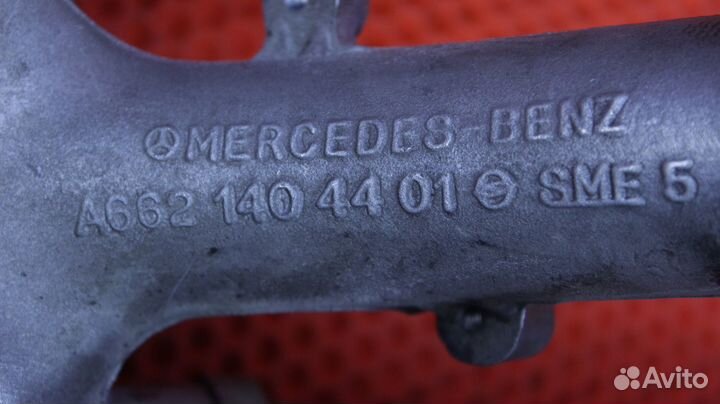 MERCEDES-BENZ
A662 140 44 01 SME 5
Avito